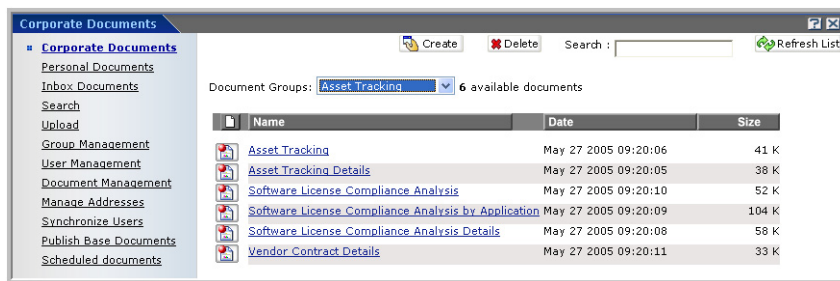 Corporate Documents
Corporate Documents
Personal Documents
Inbox Documents
Search
Upload
Group Management
User Management
Document Management
Manage Addresses
Synchronize Users
Publish Base Documents
Scheduled documents
Create Delete Search : Refresh List
Document Groups: Asset Tracking 6 available documents
Name Date Size
Asset Tracking May 27 2005 09:20:06 41 K
Asset Tracking Details May 27 2005 09:20:05 38 K
Software License Compliance Analysis May 27 2005 09:20:10 52 K
Software License Compliance Analysis by Application May 27 2005 09:20:09 104 K
Software License Compliance Analysis Details May 27 2005 09:20:08 58 K
Vendor Contract Details May 27 2005 09:20:11 33 K